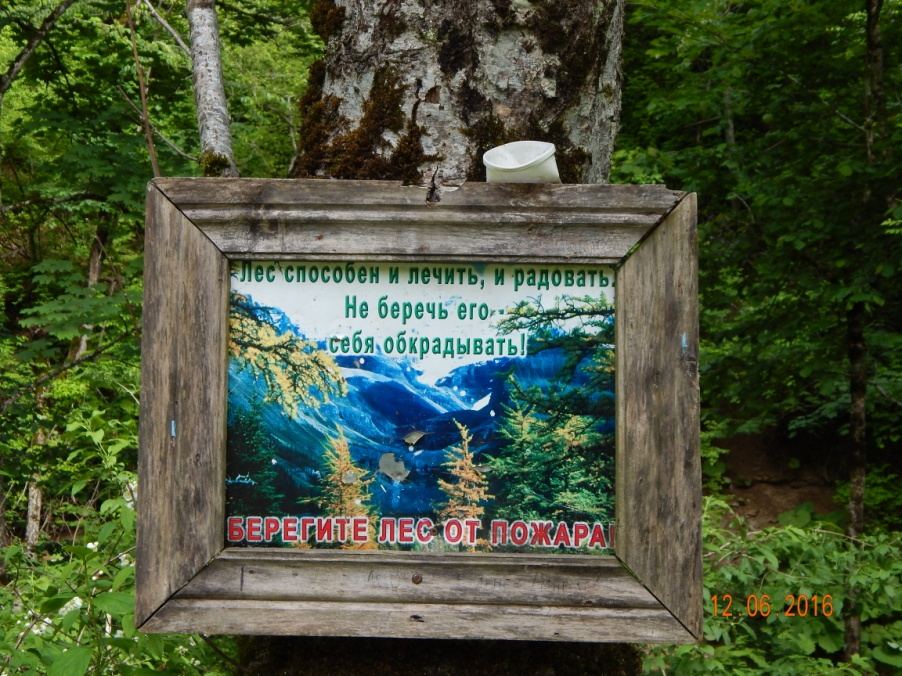 Лес способен и лечить, и радовать.
Не беречь его...
себя обкрадывать!
БЕРЕГИТЕ ЛЕС ОТ ПОЖАРА!
12.06.2016